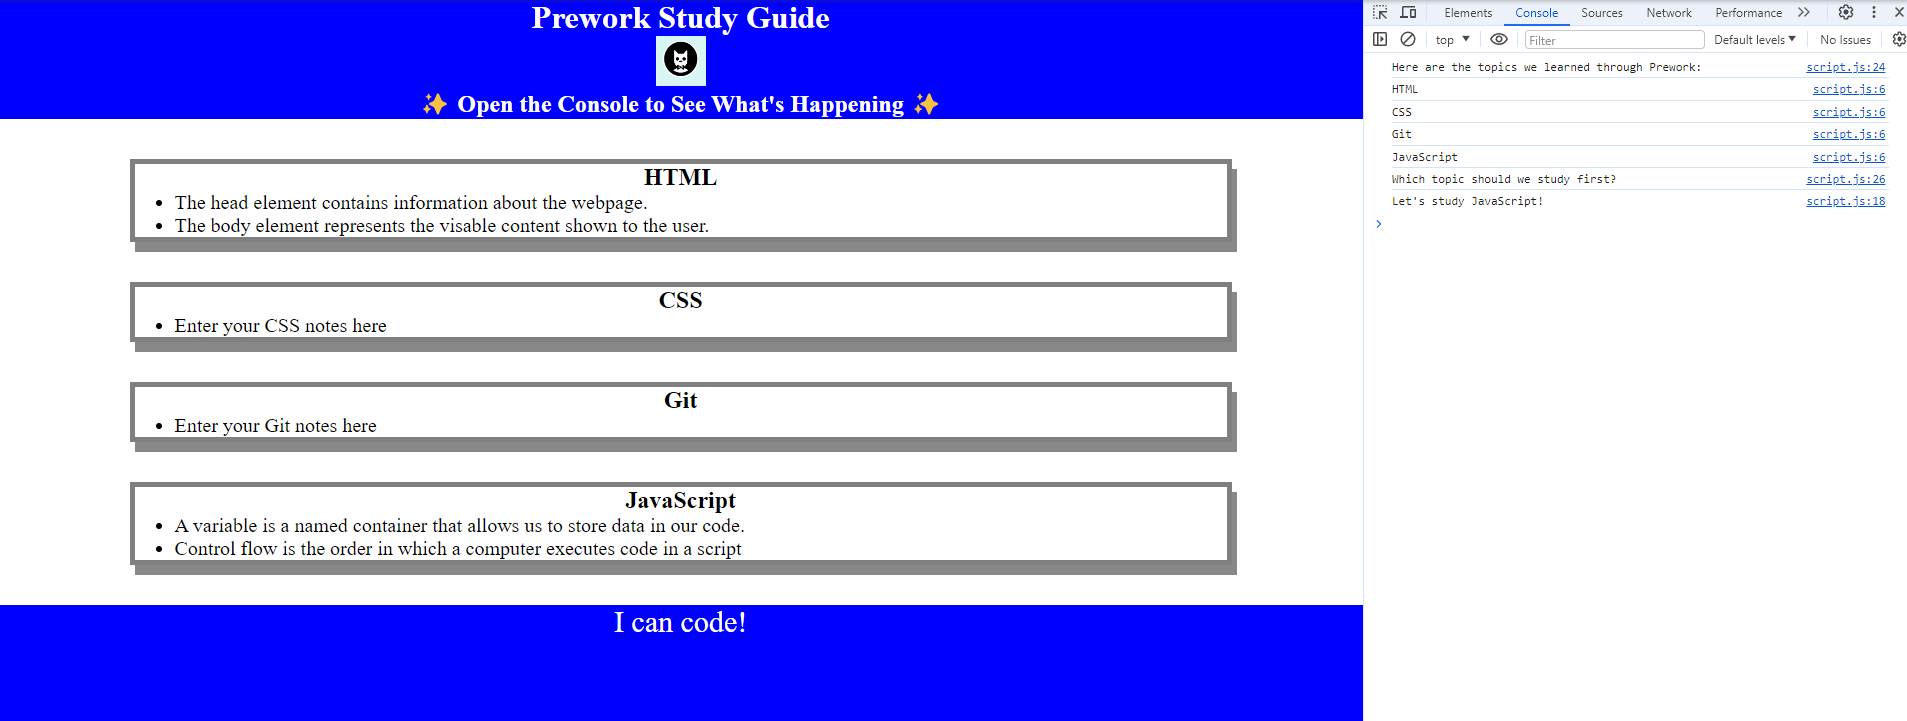 Prework Study Guide
✨ Open the Console to See What's Happening ✨
HTML
• The head element contains information about the webpage.
• The body element represents the visable content shown to the user.
CSS
• Enter your CSS notes here
Git
• Enter your Git notes here
JavaScript
• A variable is a named container that allows us to store data in our code.
• Control flow is the order in which a computer executes code in a script
I can code!
Elements Console Sources Network Performance
top Filter Default levels No Issues
Here are the topics we learned through Prework: script.js:24
HTML script.js:6
CSS script.js:6
Git script.js:6
JavaScript script.js:6
Which topic should we study first? script.js:26
Let's study JavaScript! script.js:18